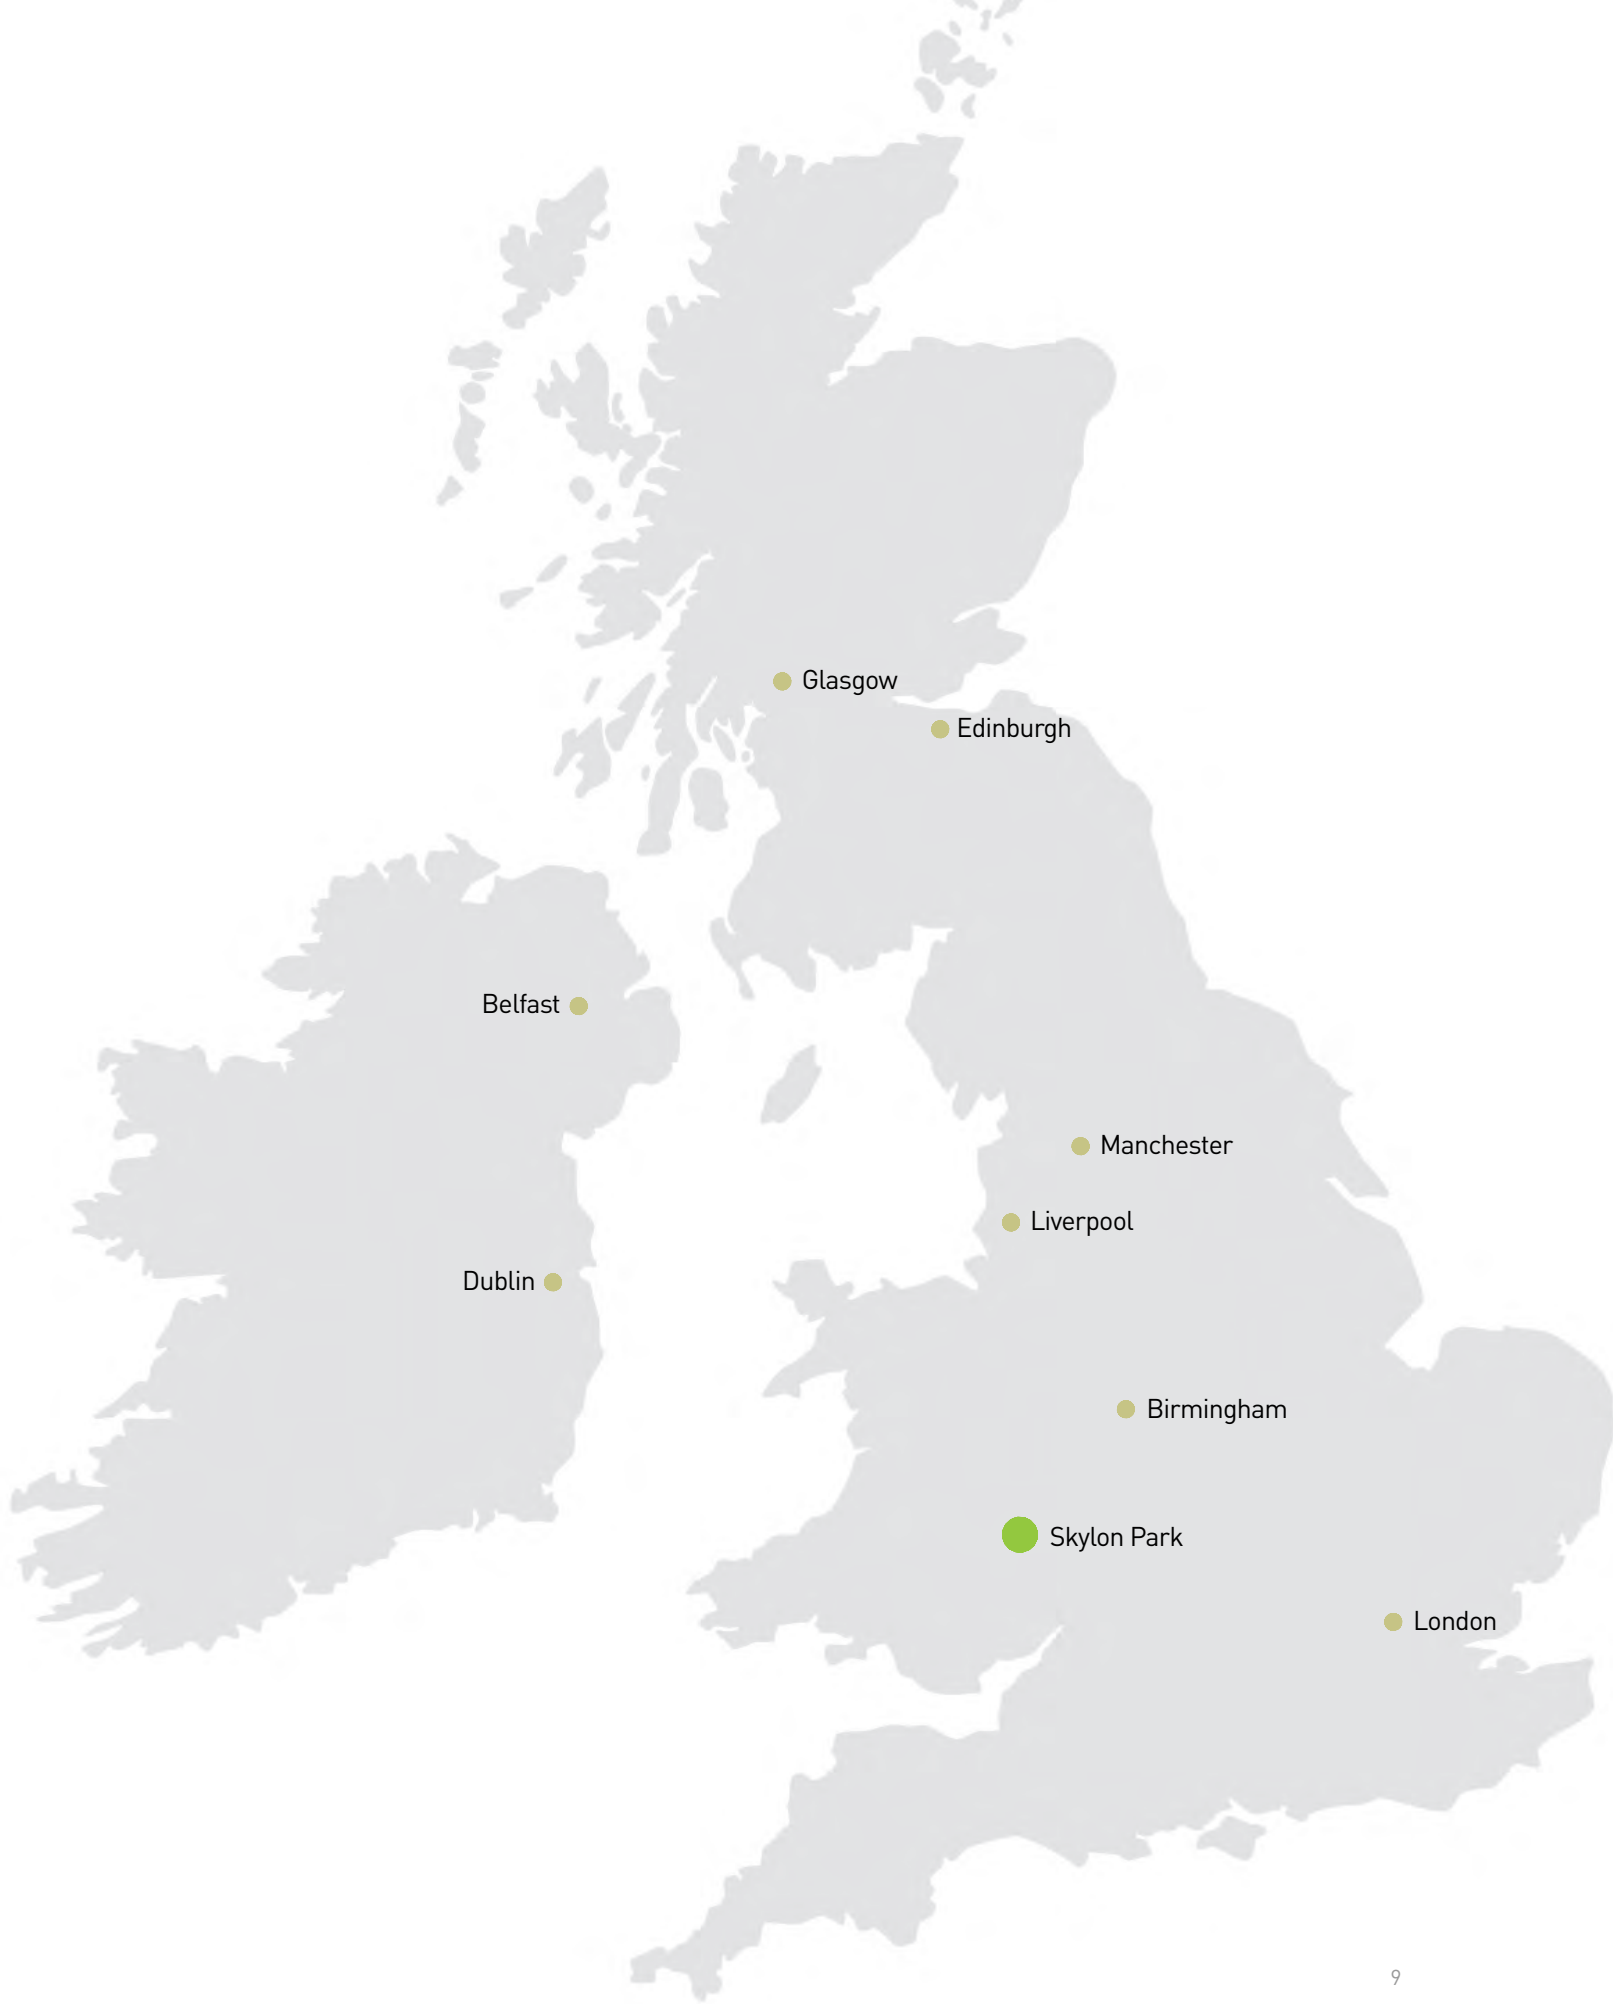 Glasgow
Edinburgh
Belfast
Manchester
Liverpool
Dublin
Birmingham
Skylon Park
London
9